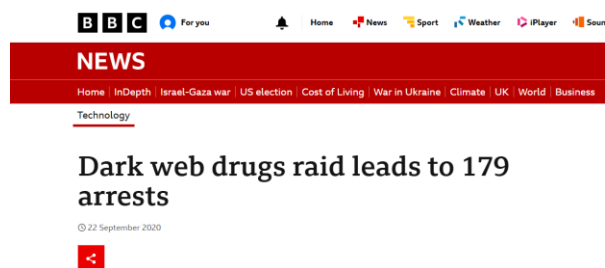 BBC For you Home News Sport Weather iPlayer Soun
NEWS
Home InDepth Israel-Gaza war US election Cost of Living War in Ukraine Climate UK World Business
Technology
Dark web drugs raid leads to 179
arrests
22 September 2020